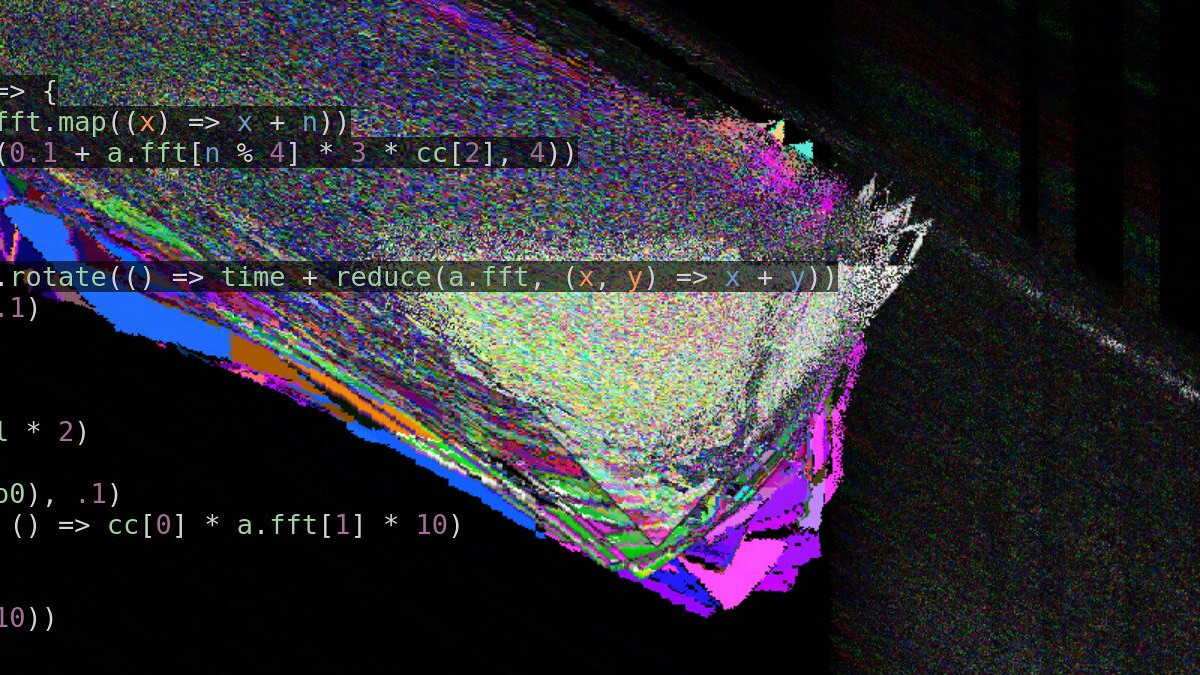 => {
fft.map((x) => x + n))
(0.1 + a.fft[n % 4] * 3 * cc[2], 4))
.rotate(() => time + reduce(a.fft, (x, y) => x + y))
.1)
* 2)
), .1)
() => cc[0] * a.fft[1] * 10)
10))